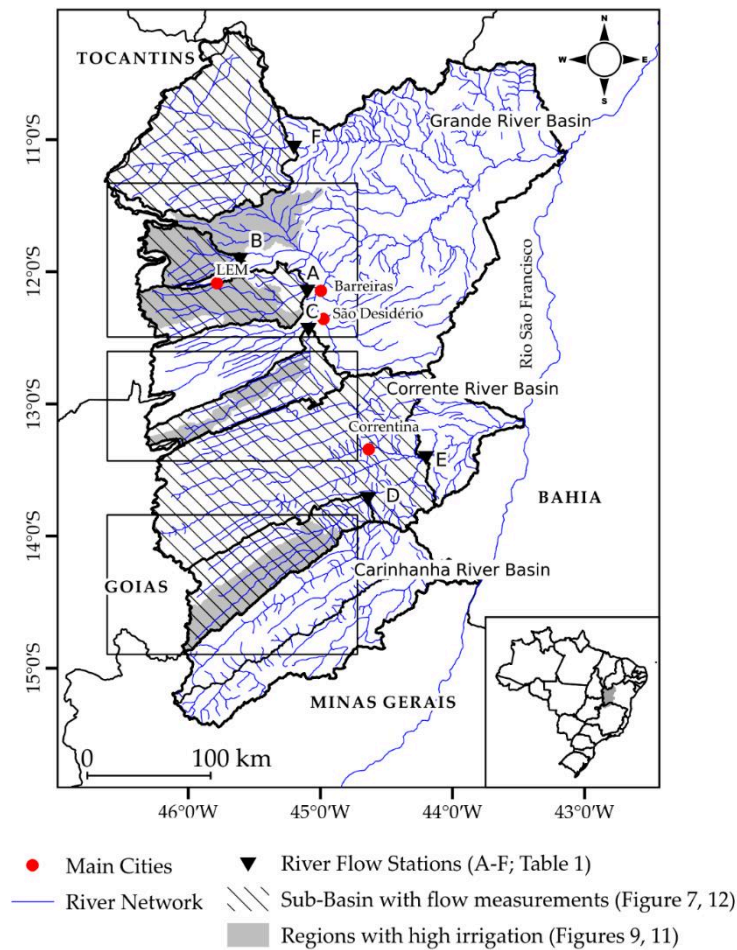 TOCANTINS
N
W
E
S
Grande River Basin
11°0'S
F
B
12°0'S
LEM
A
Barreiras
São Desidério
C
Rio São Francisco
13°0'S
Corrente River Basin
Correntina
E
D
BAHIA
14°0'S
GOIAS
Carinhanha River Basin
15°0'S
MINAS GERAIS
0 100 km
46°0'W 45°0'W 44°0'W 43°0'W
Main Cities
River Flow Stations (A-F; Table 1)
River Network
Sub-Basin with flow measurements (Figure 7, 12)
Regions with high irrigation (Figures 9, 11)